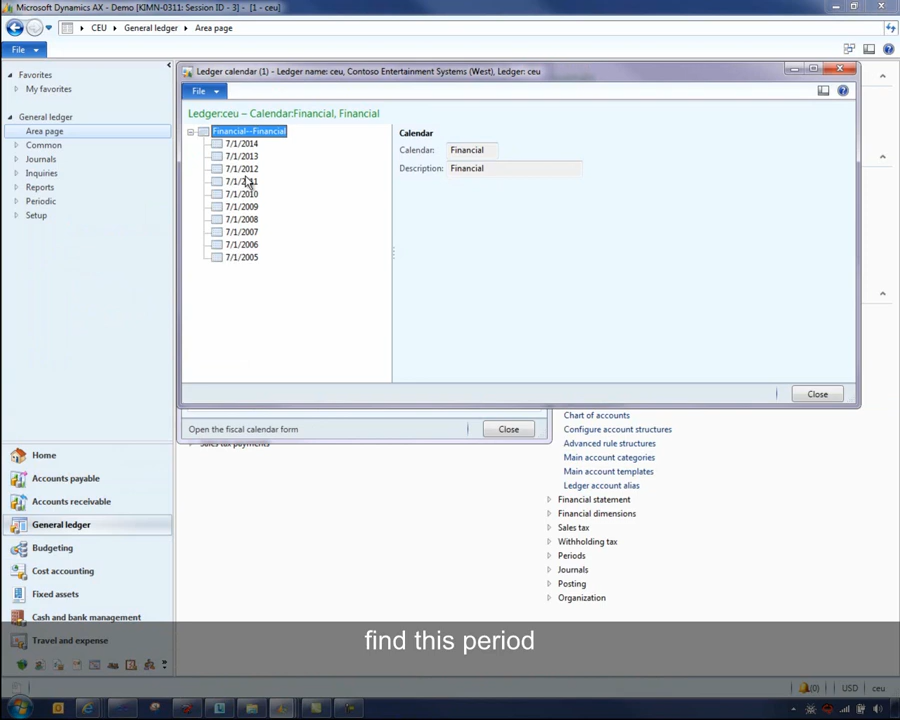 Microsoft Dynamics AX - Demo [KIMN-0311: Session ID - 3] - [1 - ceu]
CEU
General ledger
Area page
File
Favorites
My favorites
General ledger
Area page
Common
Journals
Inquiries
Reports
Periodic
Setup
Ledger calendar (1) - Ledger name: ceu, Contoso Entertainment Systems (West), Ledger: ceu
File
Ledger:ceu – Calendar:Financial, Financial
Financial--Financial
7/1/2014
7/1/2013
7/1/2012
7/1/2011
7/1/2010
7/1/2009
7/1/2008
7/1/2007
7/1/2006
7/1/2005
Calendar
Calendar: Financial
Description: Financial
Close
Open the fiscal calendar form
Close
Sales tax payments
Chart of accounts
Configure account structures
Advanced rule structures
Main account categories
Main account templates
Ledger account alias
Financial statement
Financial dimensions
Sales tax
Withholding tax
Periods
Journals
Posting
Organization
Home
Accounts payable
Accounts receivable
General ledger
Budgeting
Cost accounting
Fixed assets
Cash and bank management
Travel and expense
find this period
(0)
USD
ceu